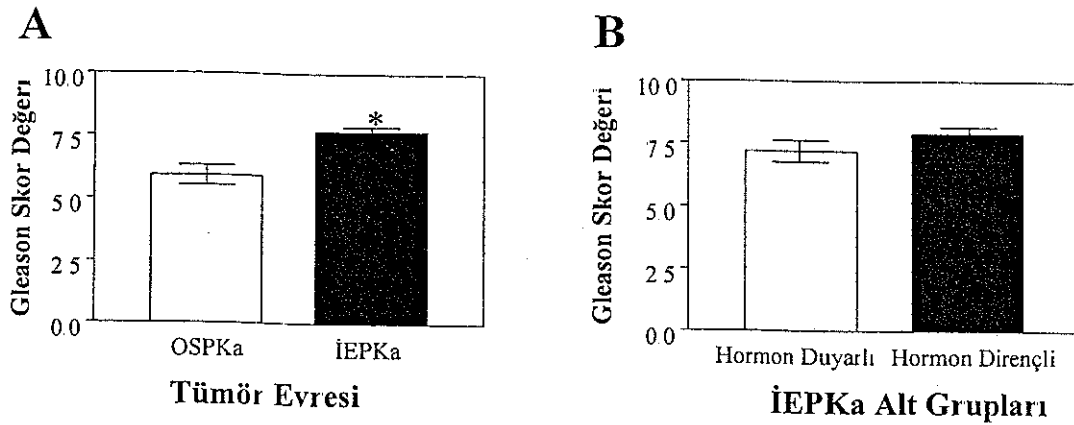 A
Gleason Skor Değeri
10.0
7.5
5.0
2.5
0.0
*
OSPKa
İEPKa
Tümör Evresi
B
Gleason Skor Değeri
10 0
7.5
5.0
2 5
0 0
Hormon Duyarlı
Hormon Dirençli
İEPKa Alt Grupları